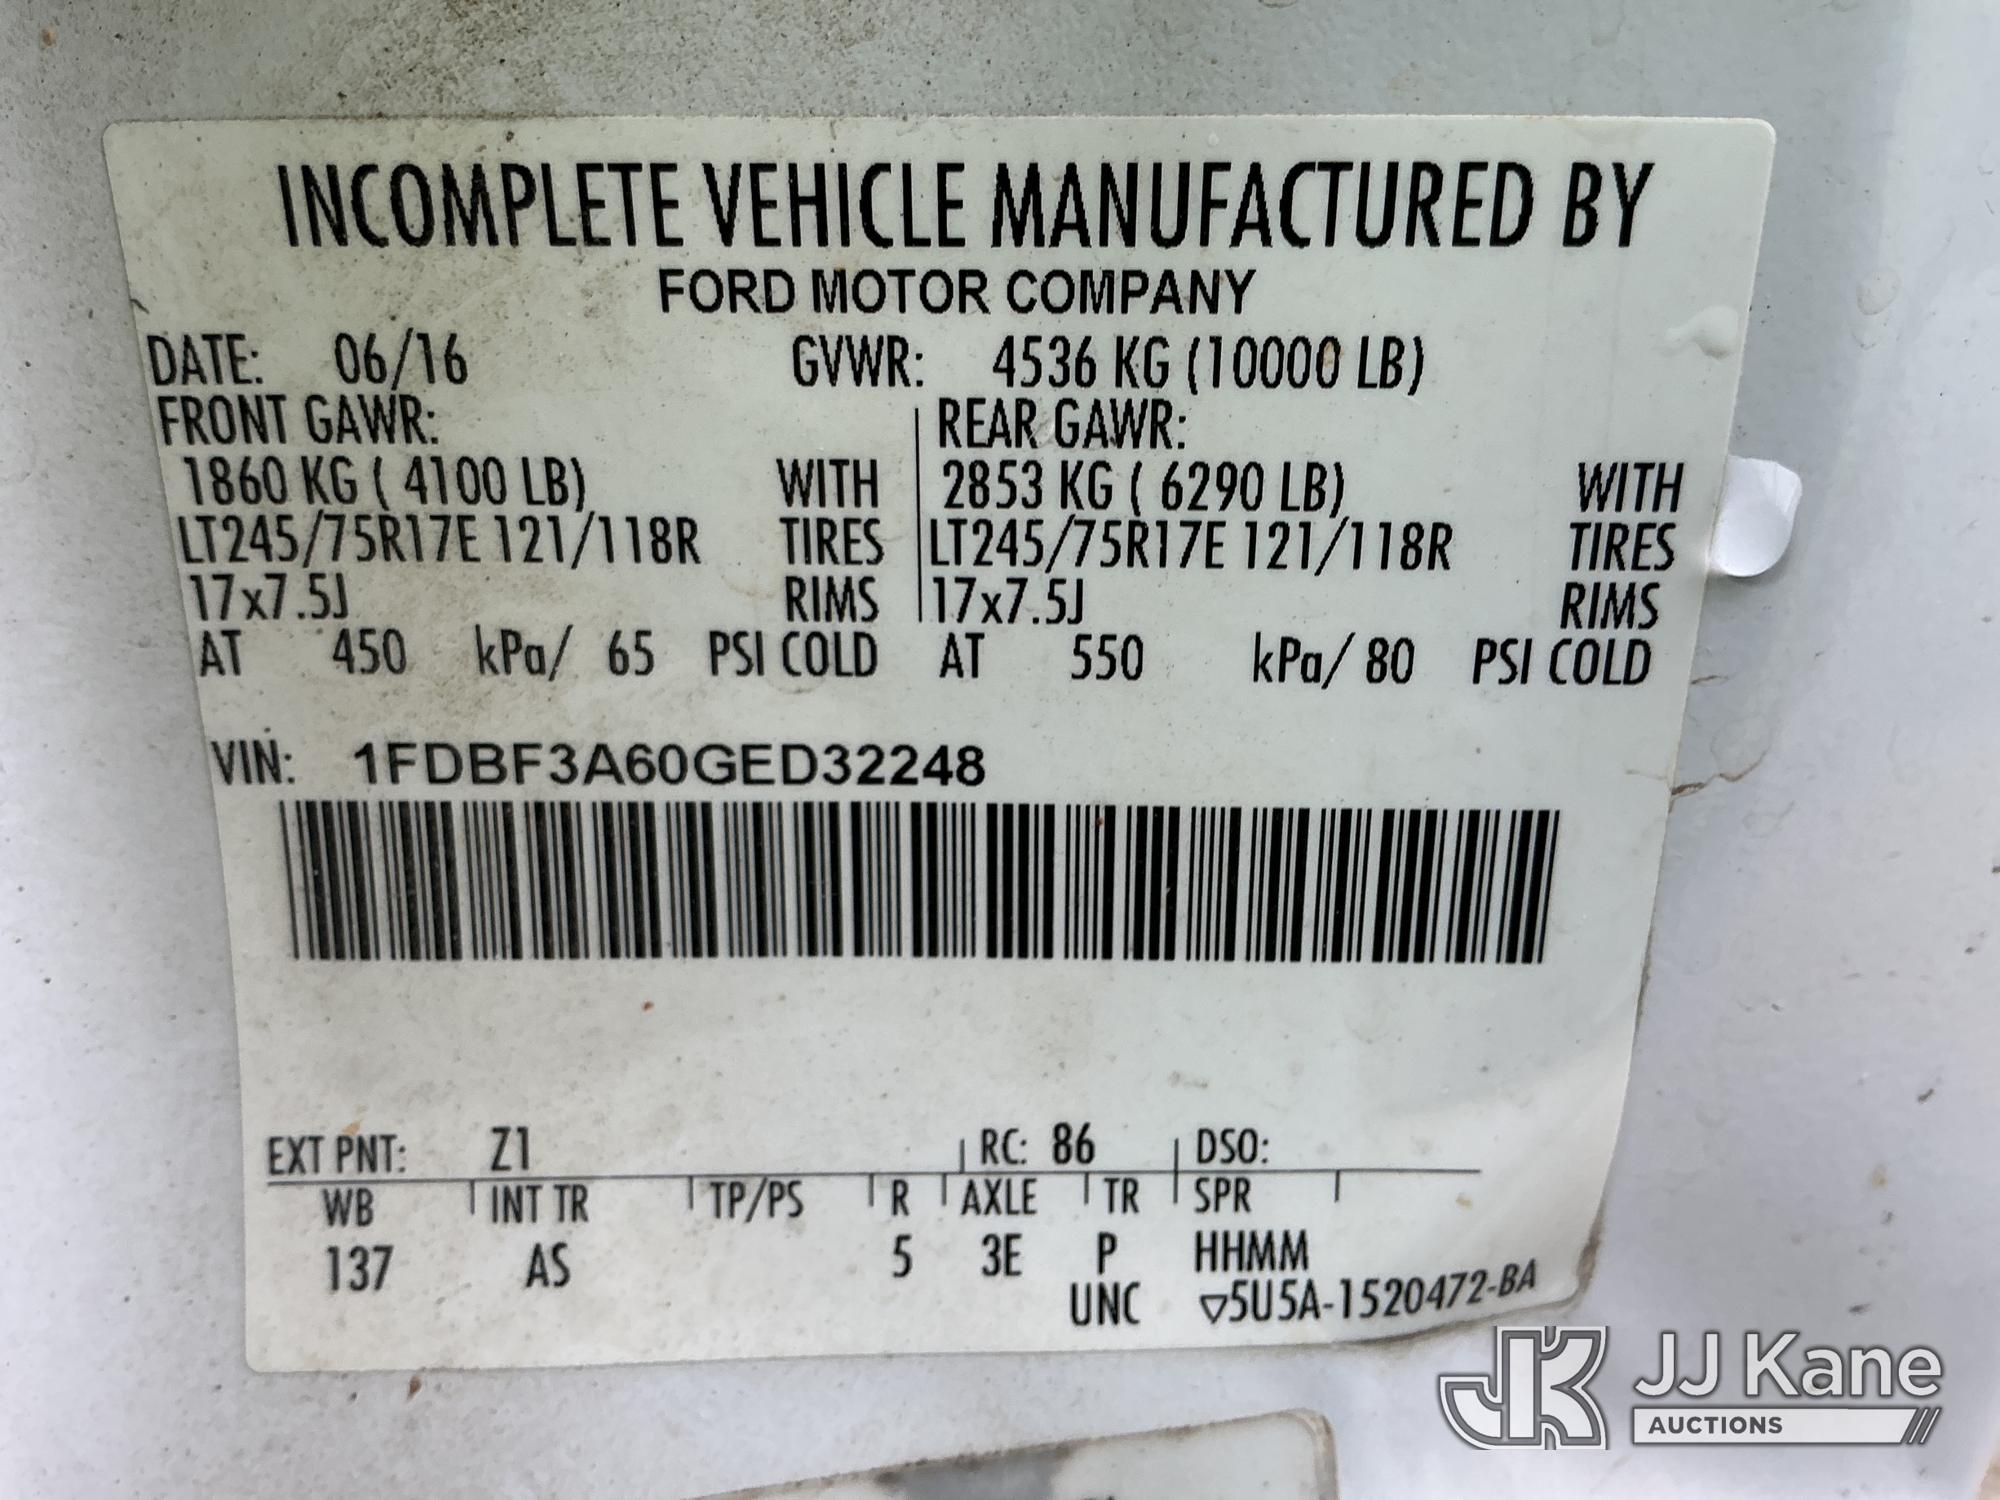 INCOMPLETE VEHICLE MANUFACTURED BY
FORD MOTOR COMPANY
DATE: 06/16 GVWR: 4536 KG (10000 LB)
FRONT GAWR: REAR GAWR:
1860 KG ( 4100 LB) WITH 2853 KG ( 6290 LB) WITH
LT245/75R17E 121/118R TIRES LT245/75R17E 121/118R TIRES
17x7.5J RIMS 17x7.5J RIMS
AT 450 kPa/ 65 PSI COLD AT 550 kPa/ 80 PSI COLD
VIN: 1FDBF3A60GED32248
EXT PNT: Z1 RC: 86 DSO:
WB INT TR TP/PS R AXLE TR SPR
137 AS 5 3E P HHMM
UNC ▽5U5A-1520472-BA
JK JJ Kane
AUCTIONS